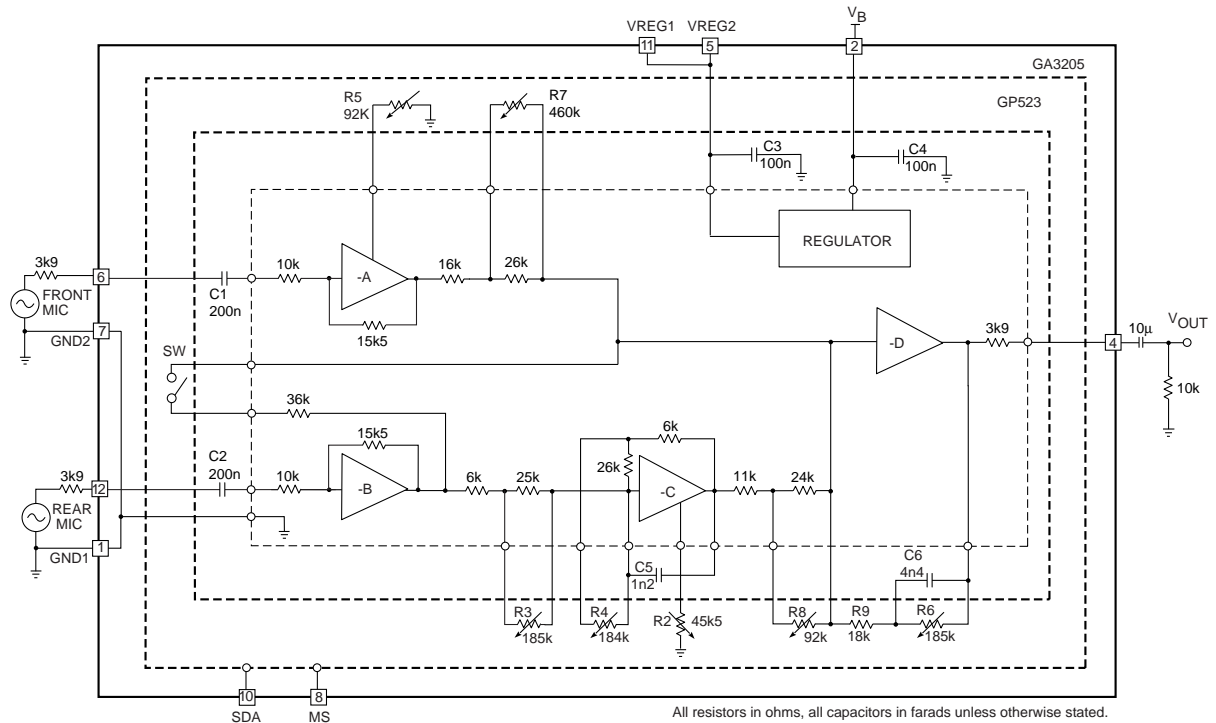 VREG1 VREG2
V_B
11
5
2
GA3205
GP523
R5
92K
R7
460k
C3
100n
C4
100n
REGULATOR
3k9
6
FRONT
MIC
C1
200n
10k
-A
15k5
16k
26k
7
GND2
SW
36k
-D
3k9
4
10µ
V_OUT
10k
15k5
3k9
12
REAR
MIC
C2
200n
10k
-B
6k
25k
6k
26k
-C
11k
24k
1
GND1
C5
1n2
C6
4n4
R3
185k
R4
184k
R2
45k5
R8
92k
R9
18k
R6
185k
10
SDA
8
MS
All resistors in ohms, all capacitors in farads unless otherwise stated.